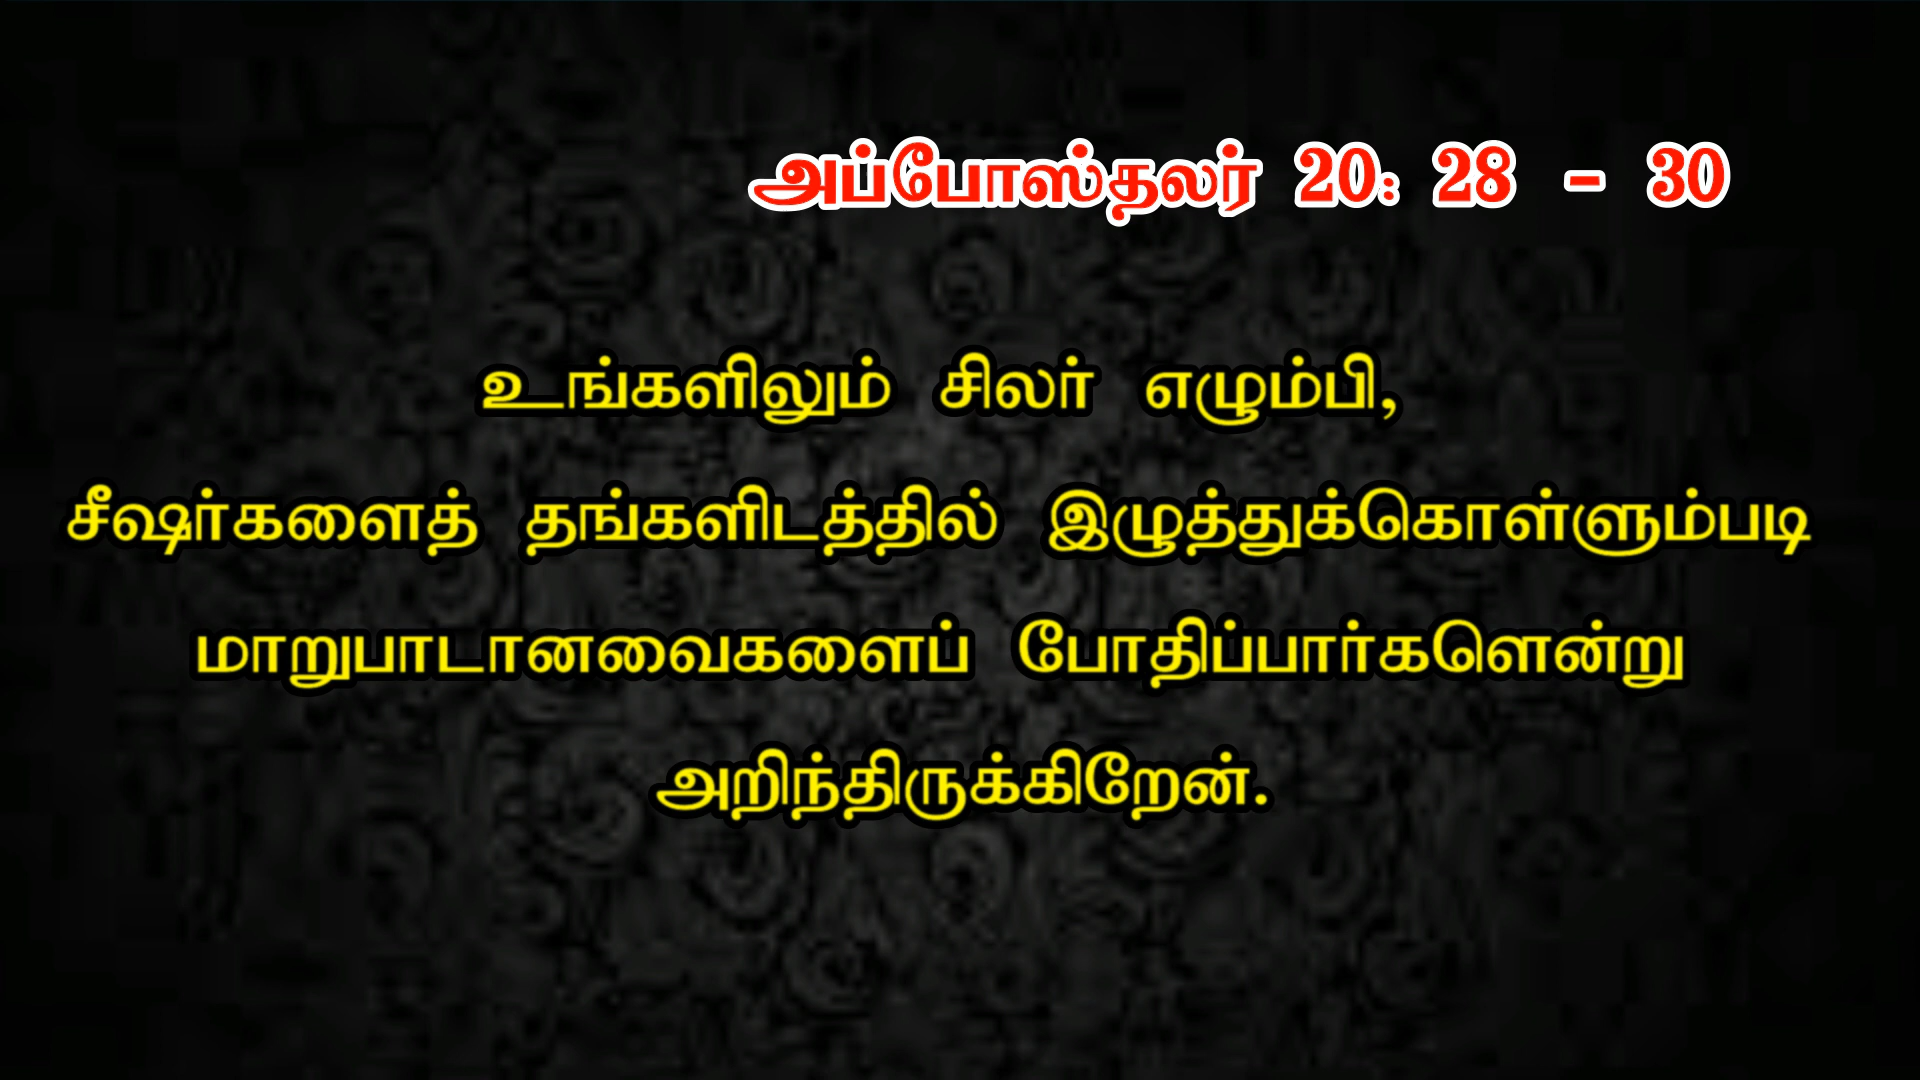 அப்போஸ்தலர் 20: 28 - 30
உங்களிலும் சிலர் எழும்பி,
சீஷர்களைத் தங்களிடத்தில் இழுத்துக்கொள்ளும்படி
மாறுபாடானவைகளைப் போதிப்பார்களென்று
அறிந்திருக்கிறேன்.